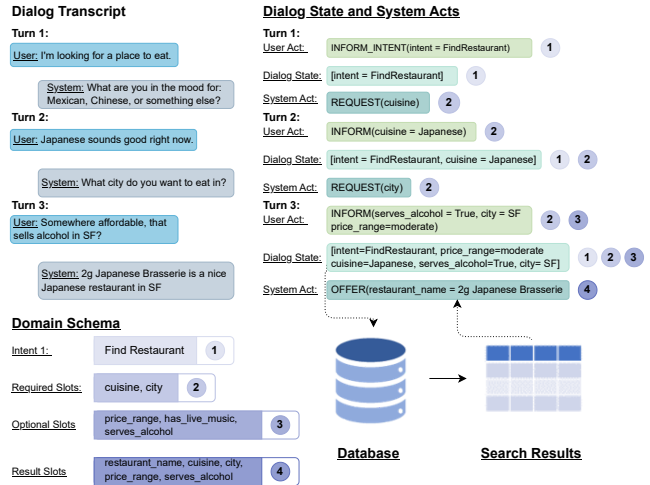 Dialog Transcript
Turn 1:
User: I'm looking for a place to eat.
System: What are you in the mood for:
Mexican, Chinese, or something else?
Turn 2:
User: Japanese sounds good right now.
System: What city do you want to eat in?
Turn 3:
User: Somewhere affordable, that
sells alcohol in SF?
System: 2g Japanese Brasserie is a nice
Japanese restaurant in SF
Dialog State and System Acts
Turn 1:
User Act: INFORM_INTENT(intent = FindRestaurant) 1
Dialog State: [intent = FindRestaurant] 1
System Act: REQUEST(cuisine) 2
Turn 2:
User Act: INFORM(cuisine = Japanese) 2
Dialog State: [intent = FindRestaurant, cuisine = Japanese] 1 2
System Act: REQUEST(city) 2
Turn 3:
User Act: INFORM(serves_alcohol = True, city = SF
price_range=moderate) 2 3
Dialog State: [intent=FindRestaurant, price_range=moderate
cuisine=Japanese, serves_alcohol=True, city= SF] 1 2 3
System Act: OFFER(restaurant_name = 2g Japanese Brasserie 4
Domain Schema
Intent 1: Find Restaurant 1
Required Slots: cuisine, city 2
Optional Slots price_range, has_live_music,
serves_alcohol 3
Result Slots restaurant_name, cuisine, city,
price_range, serves_alcohol 4
Database
Search Results